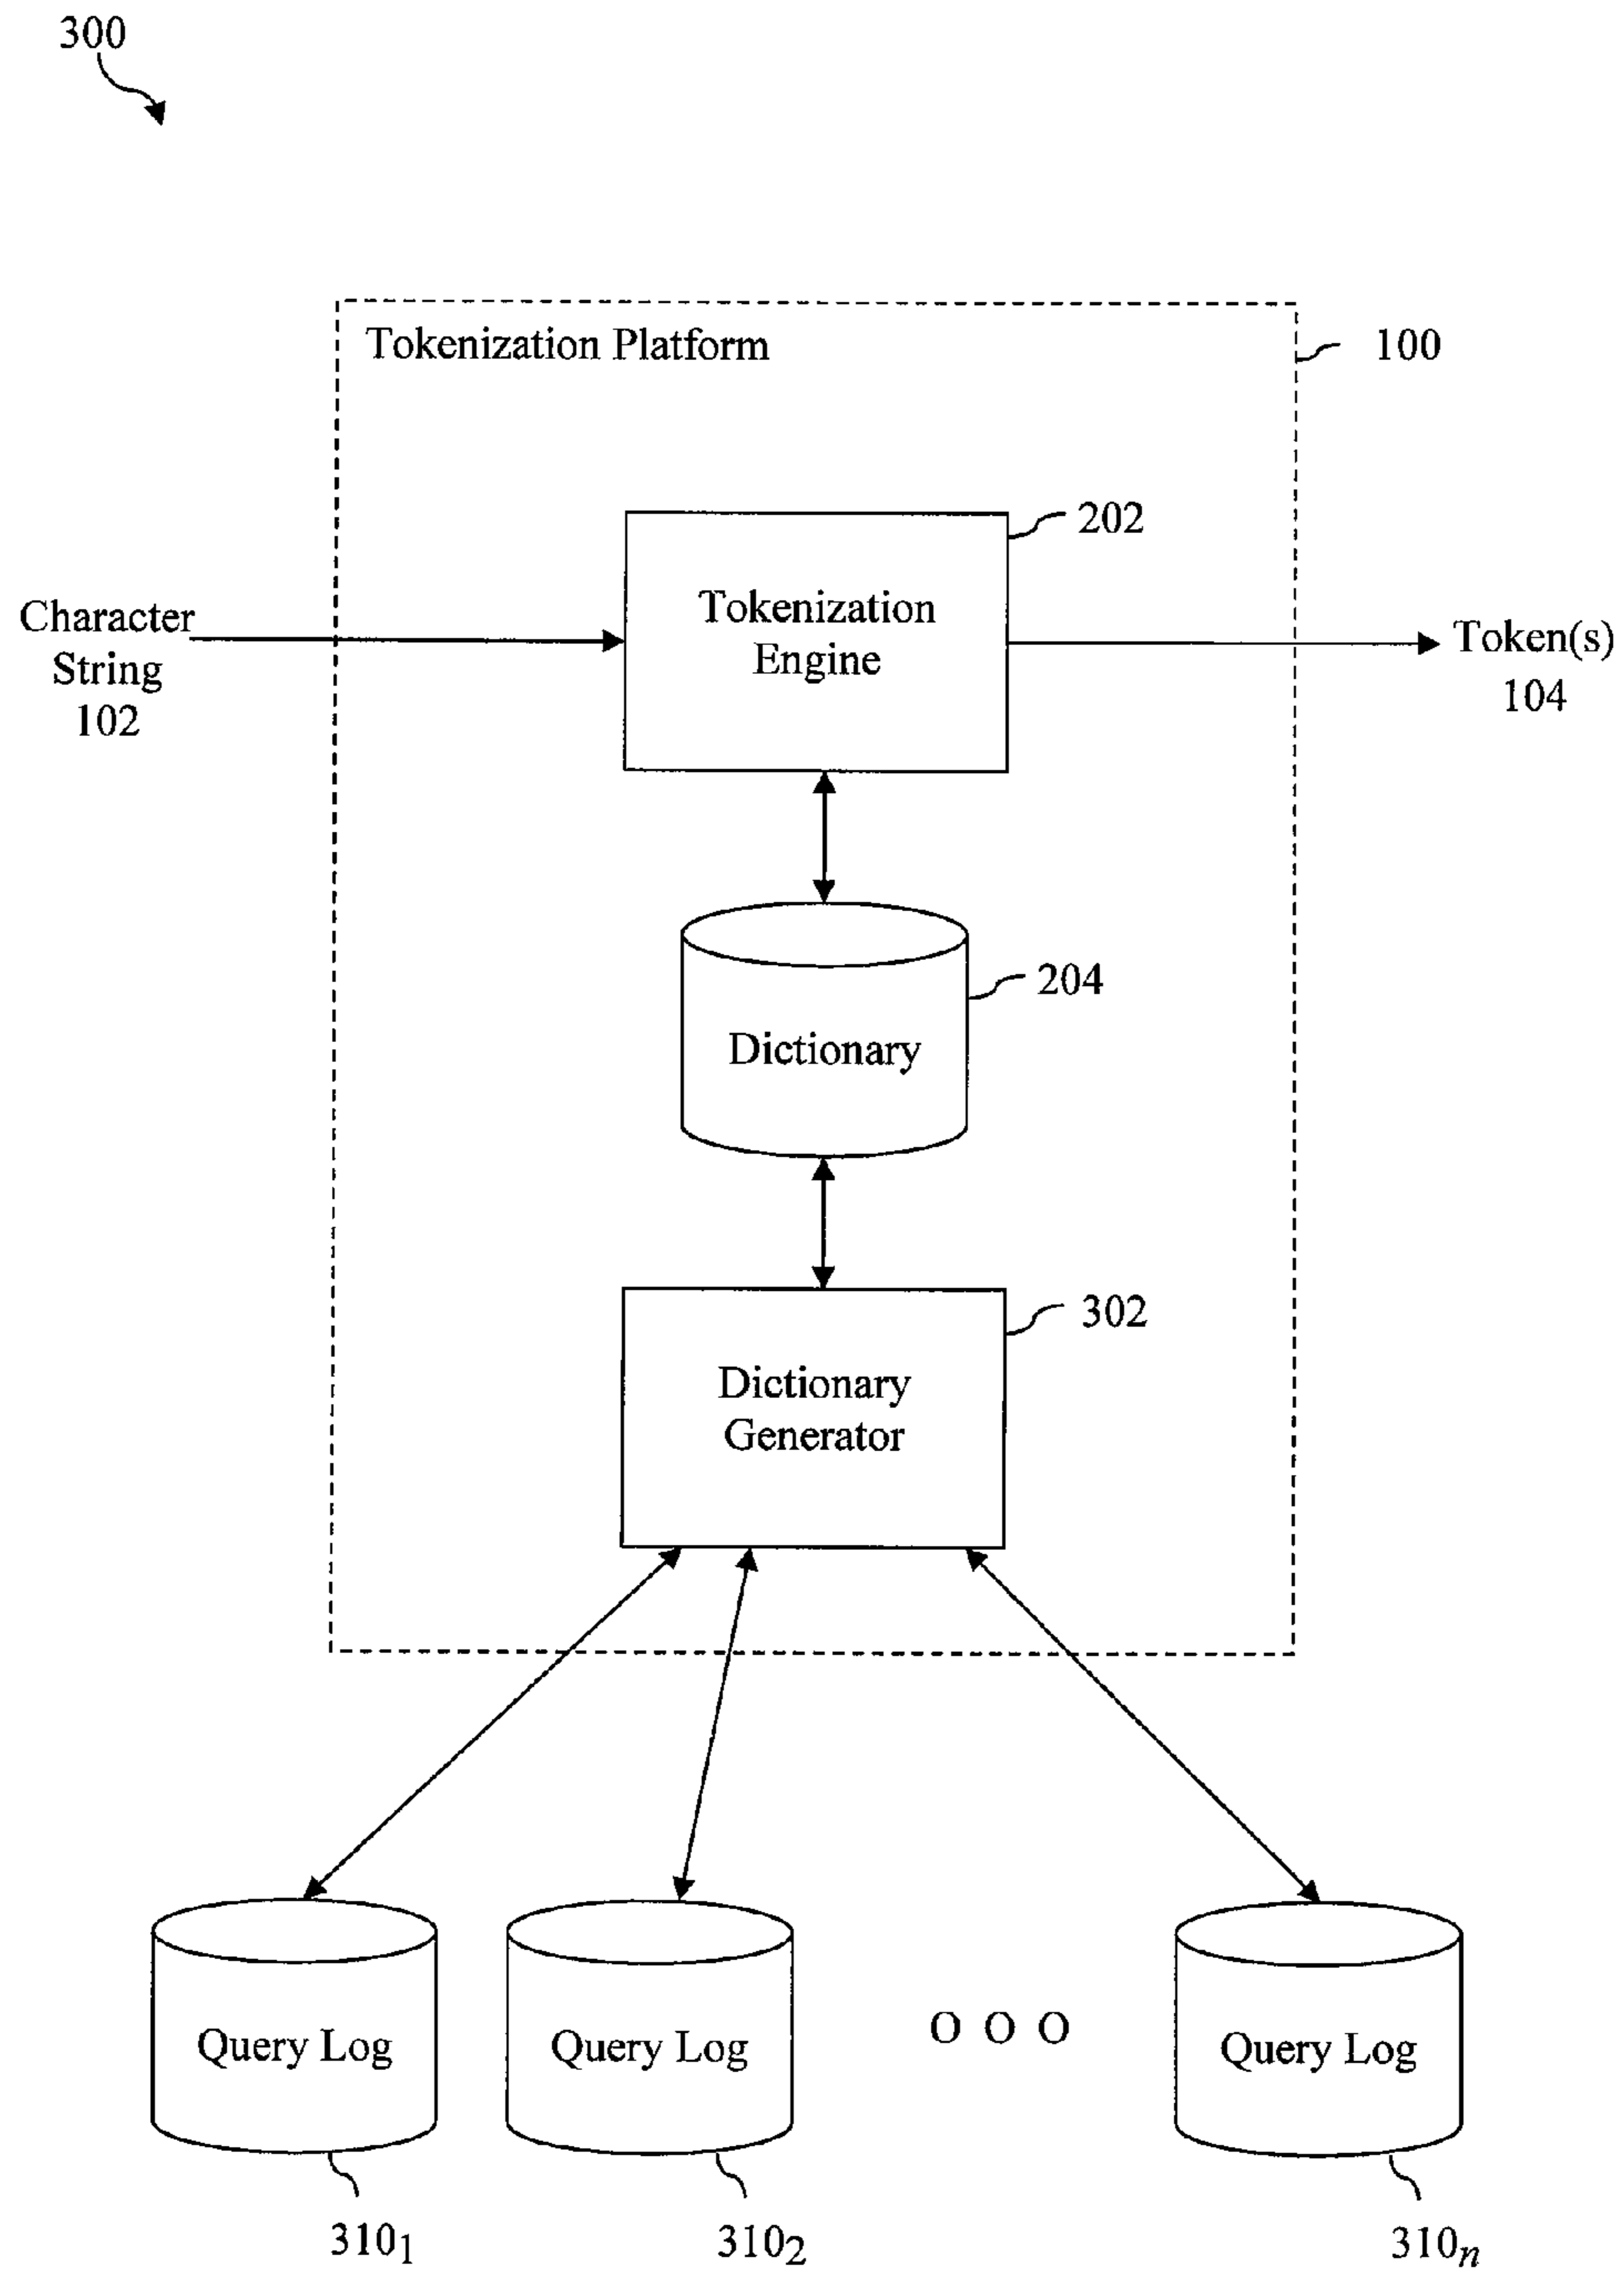 300
Tokenization Platform
100
202
Tokenization
Engine
Character
String
102
Token(s)
104
204
Dictionary
302
Dictionary
Generator
Query Log
Query Log
O O O
Query Log
310₁
310₂
310ₙ